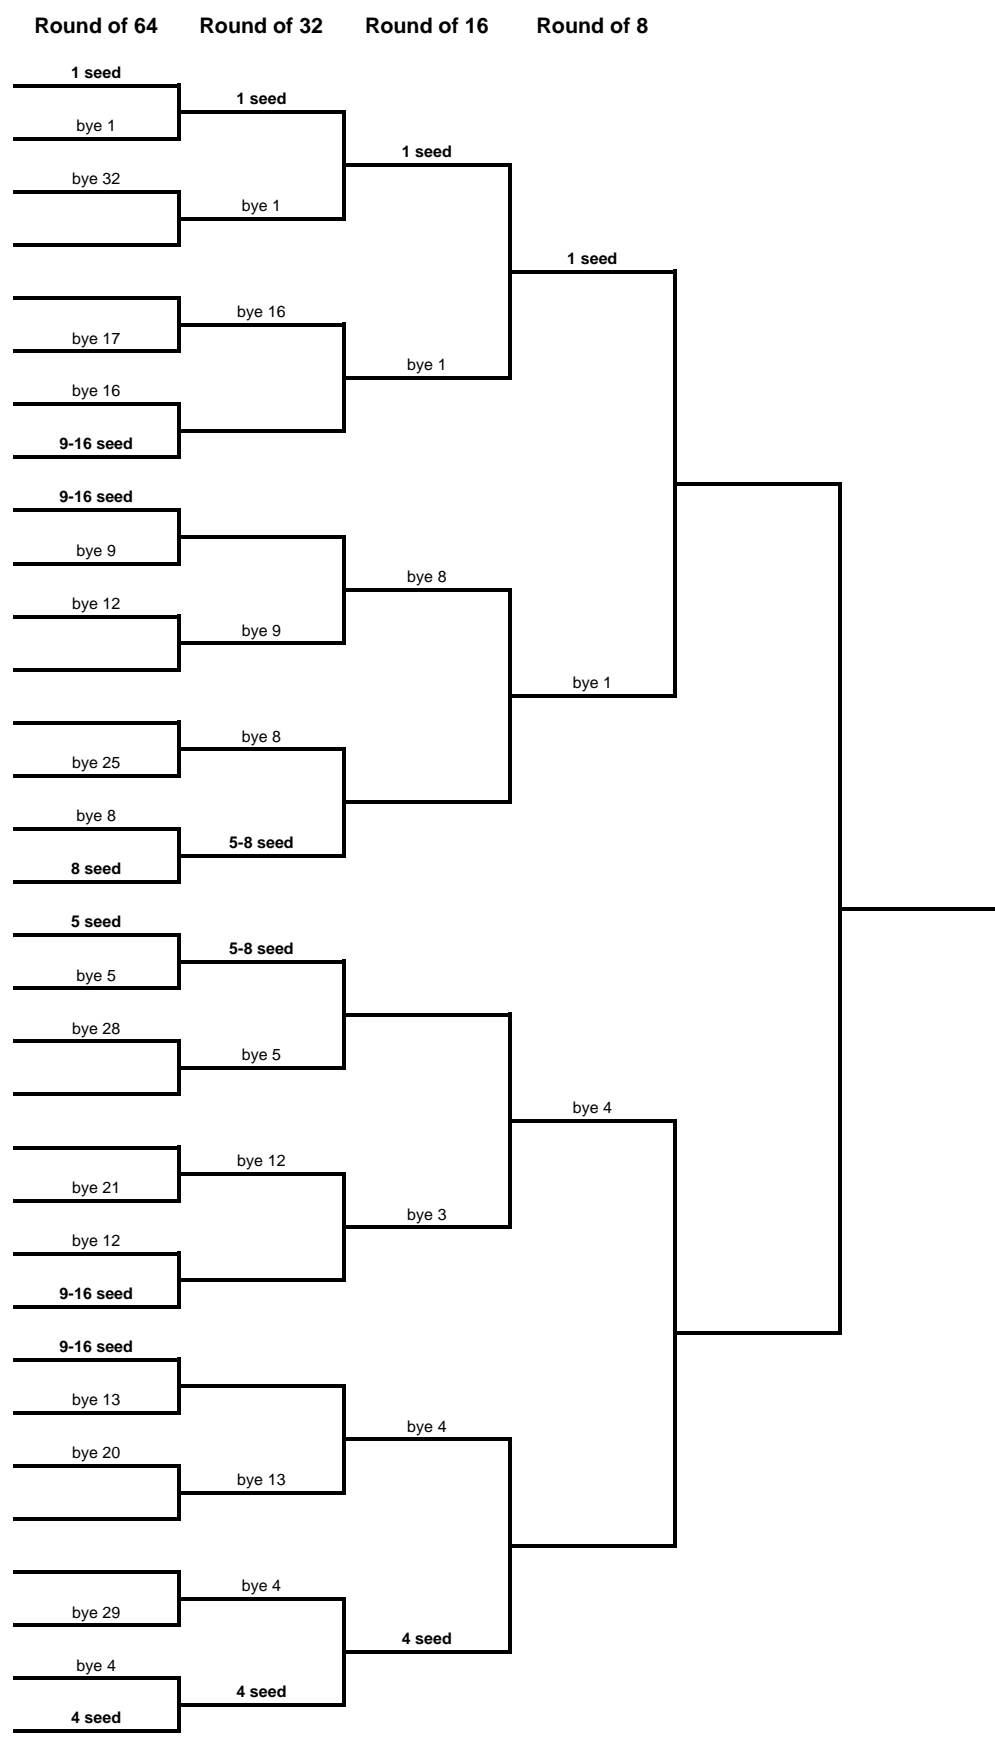 Round of 64 Round of 32 Round of 16 Round of 8
1 seed
1 seed
bye 1
1 seed
bye 32
bye 1
1 seed
bye 16
bye 17
bye 1
bye 16
9-16 seed
9-16 seed
bye 9
bye 8
bye 12
bye 9
bye 1
bye 8
bye 25
bye 8
5-8 seed
8 seed
5 seed
5-8 seed
bye 5
bye 28
bye 5
bye 4
bye 12
bye 21
bye 3
bye 12
9-16 seed
9-16 seed
bye 13
bye 4
bye 20
bye 13
bye 4
bye 29
4 seed
bye 4
4 seed
4 seed